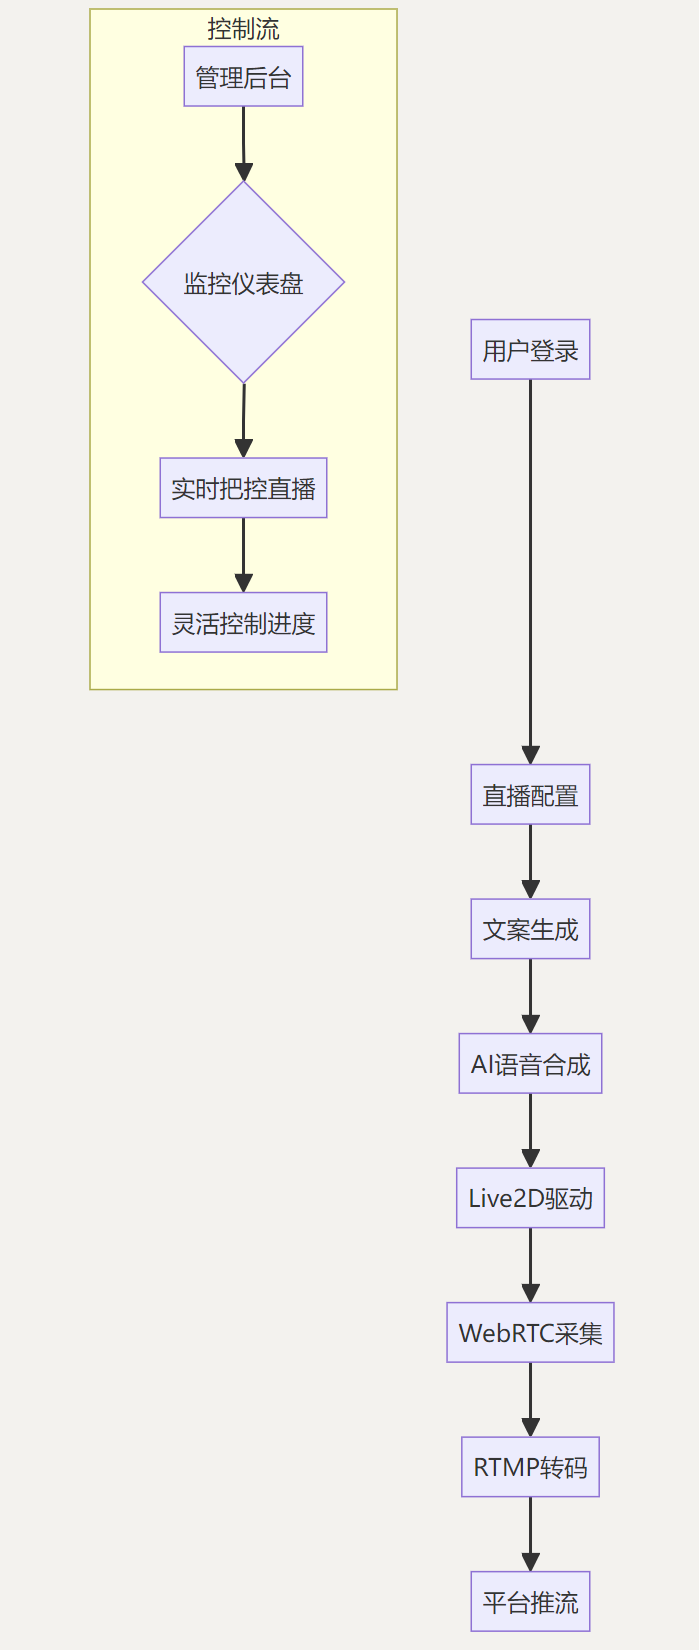 控制流
管理后台
监控仪表盘
实时把控直播
灵活控制进度
用户登录
直播配置
文案生成
AI语音合成
Live2D驱动
WebRTC采集
RTMP转码
平台推流